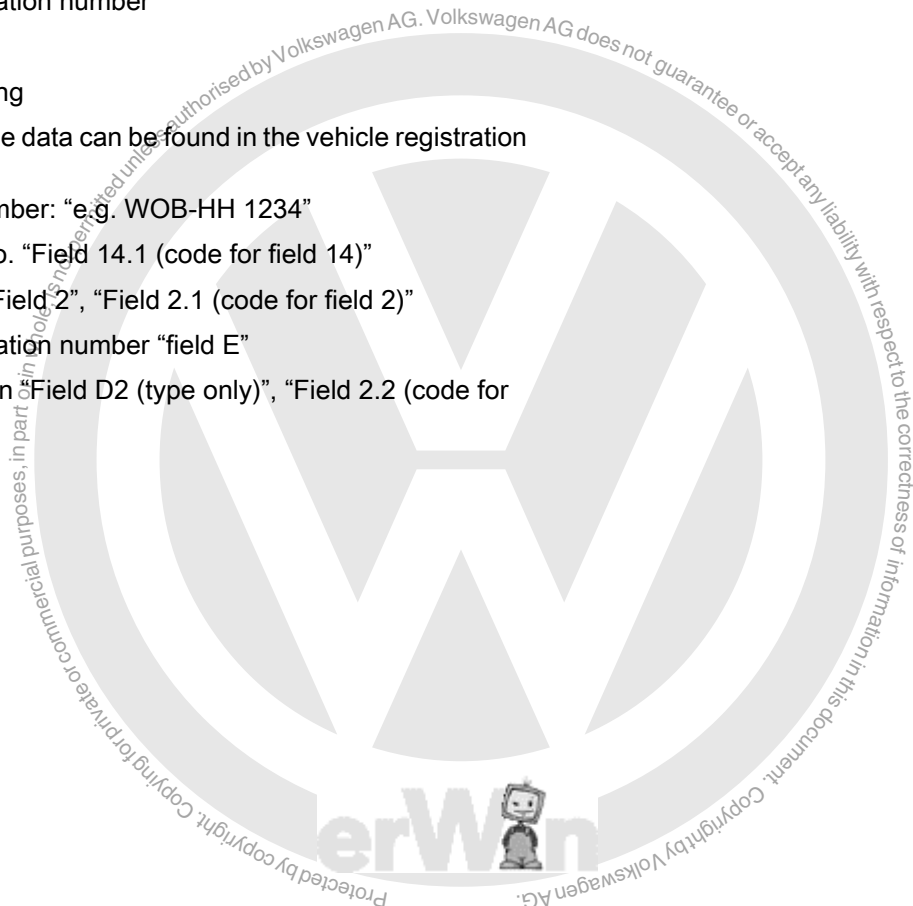 ation number
ng
e data can be found in the vehicle registration
mber: “e.g. WOB-HH 1234”
o. “Field 14.1 (code for field 14)”
Field 2”, “Field 2.1 (code for field 2)”
ation number “field E”
n “Field D2 (type only)”, “Field 2.2 (code for
Protected by copyright. Copying for private or commercial purposes, in part or in whole, is not permitted unless authorised by Volkswagen AG. Volkswagen AG does not guarantee or accept any liability with respect to the correctness of information in this document. Copyright by Volkswagen AG.
erWin